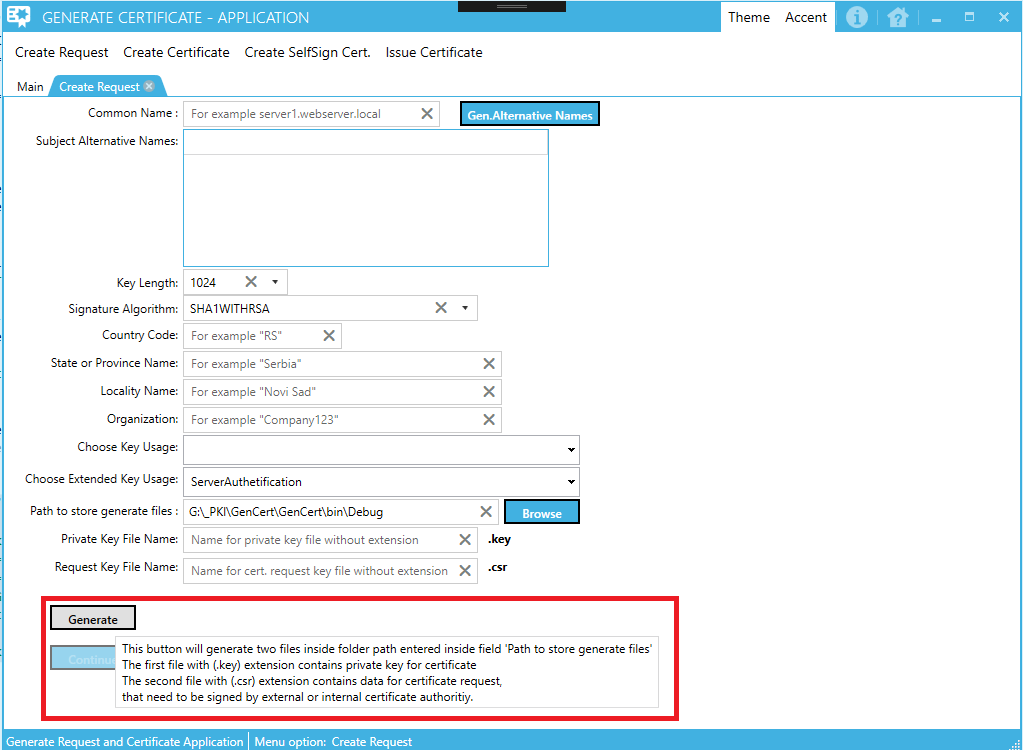 GENERATE CERTIFICATE - APPLICATION
Theme Accent
Create Request Create Certificate Create SelfSign Cert. Issue Certificate
Main Create Request
Common Name : For example server1.webserver.local Gen.Alternative Names
Subject Alternative Names:
Key Length: 1024
Signature Algorithm: SHA1WITHRSA
Country Code: For example "RS"
State or Province Name: For example "Serbia"
Locality Name: For example "Novi Sad"
Organization: For example "Company123"
Choose Key Usage:
Choose Extended Key Usage: ServerAuthetification
Path to store generate files : G:\_PKI\GenCert\GenCert\bin\Debug Browse
Private Key File Name: Name for private key file without extension .key
Request Key File Name: Name for cert. request key file without extension .csr
Generate
Continu
This button will generate two files inside folder path entered inside field 'Path to store generate files'
The first file with (.key) extension contains private key for certificate
The second file with (.csr) extension contains data for certificate request,
that need to be signed by external or internal certificate authoritiy.
Generate Request and Certificate Application Menu option: Create Request